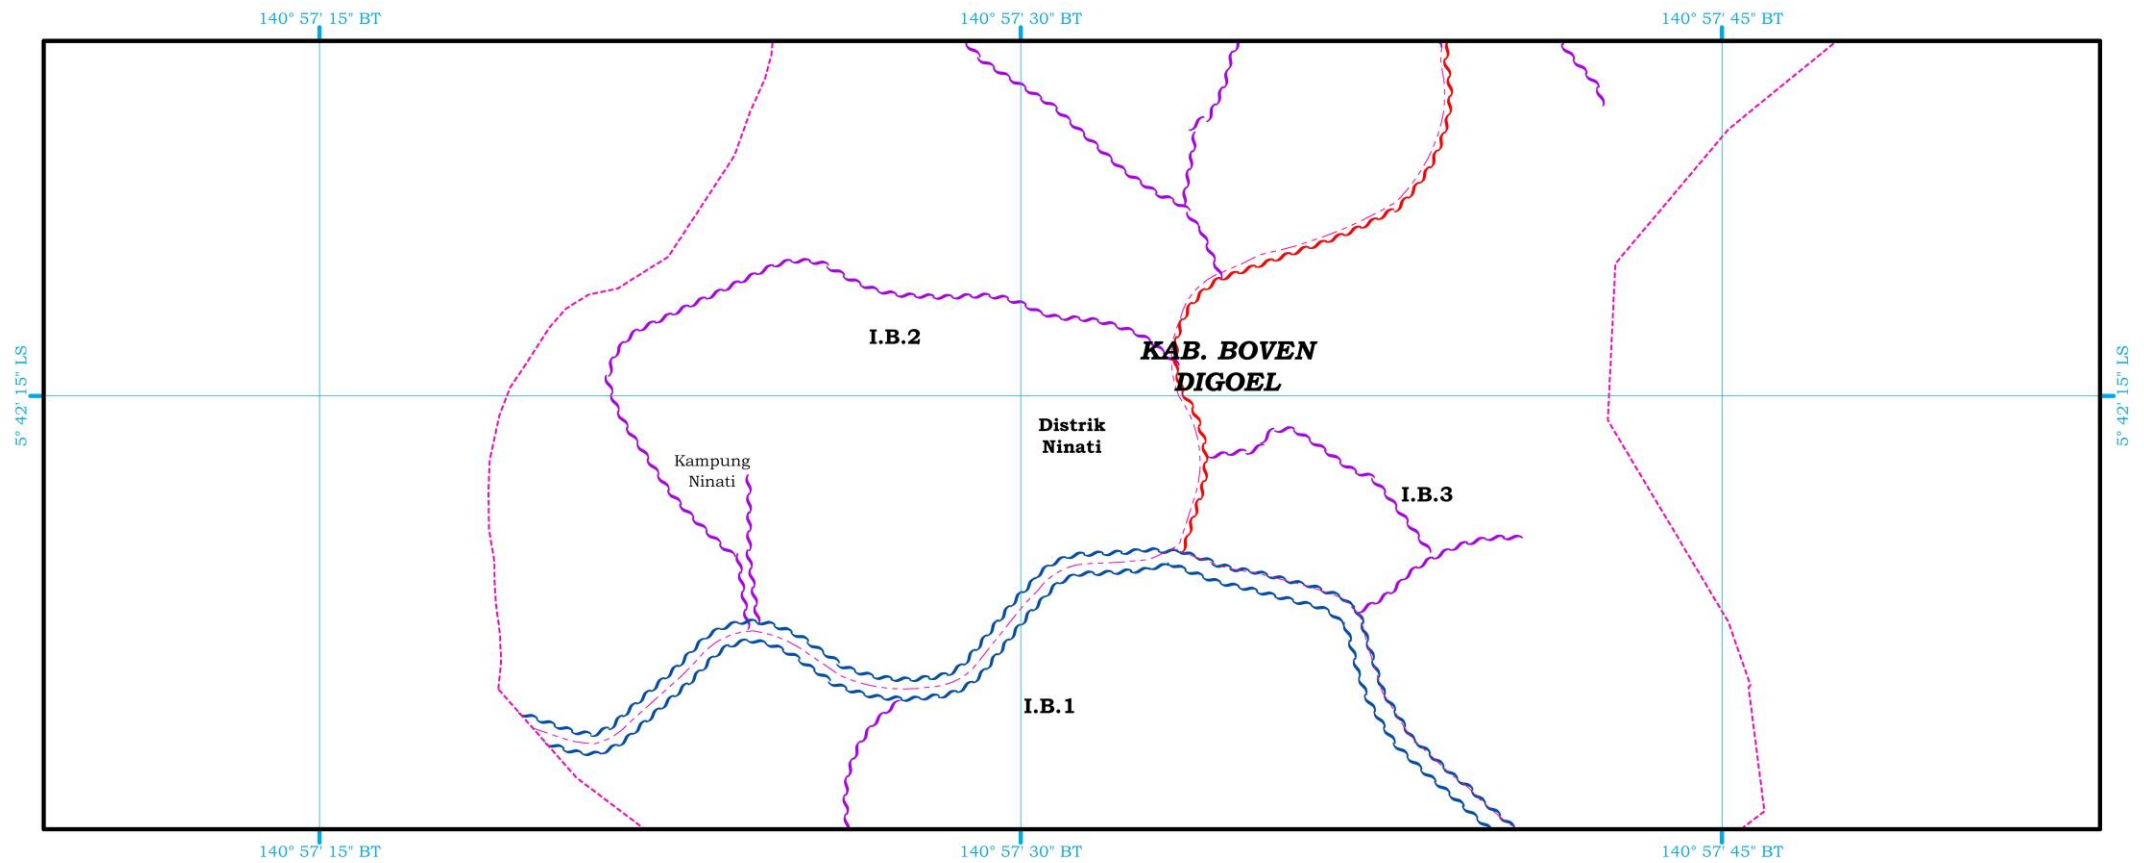 140° 57' 15" BT
140° 57' 30" BT
140° 57' 45" BT
I.B.2
KAB. BOVEN
DIGOEL
5° 42' 15" LS
5° 42' 15" LS
Distrik
Ninati
Kampung
Ninati
I.B.3
I.B.1
140° 57' 15" BT
140° 57' 30" BT
140° 57' 45" BT